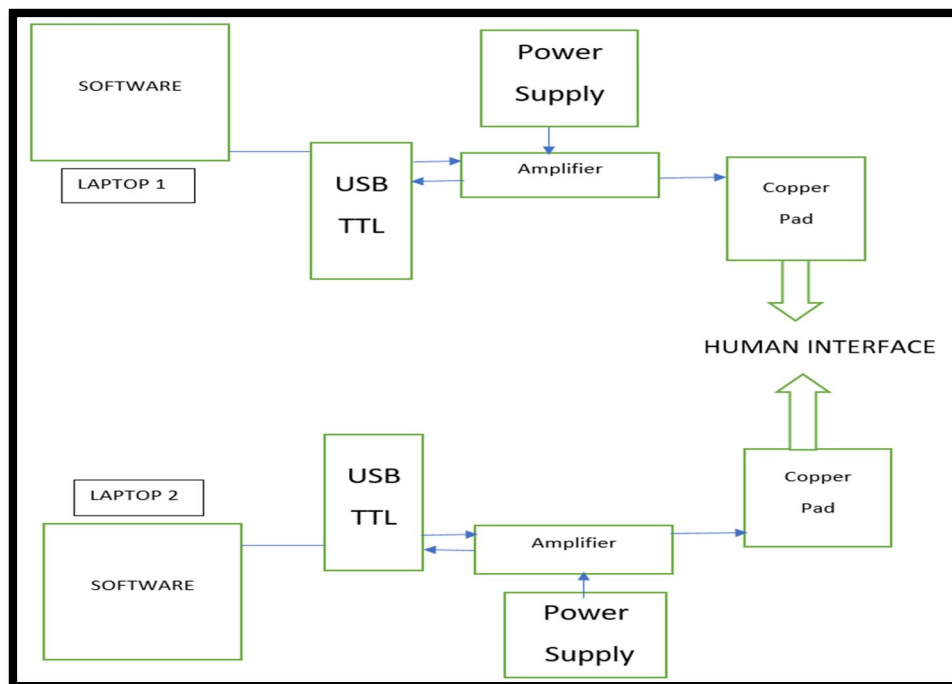 SOFTWARE
LAPTOP 1
Power
Supply
USB
TTL
Amplifier
Copper
Pad
HUMAN INTERFACE
LAPTOP 2
SOFTWARE
USB
TTL
Amplifier
Power
Supply
Copper
Pad